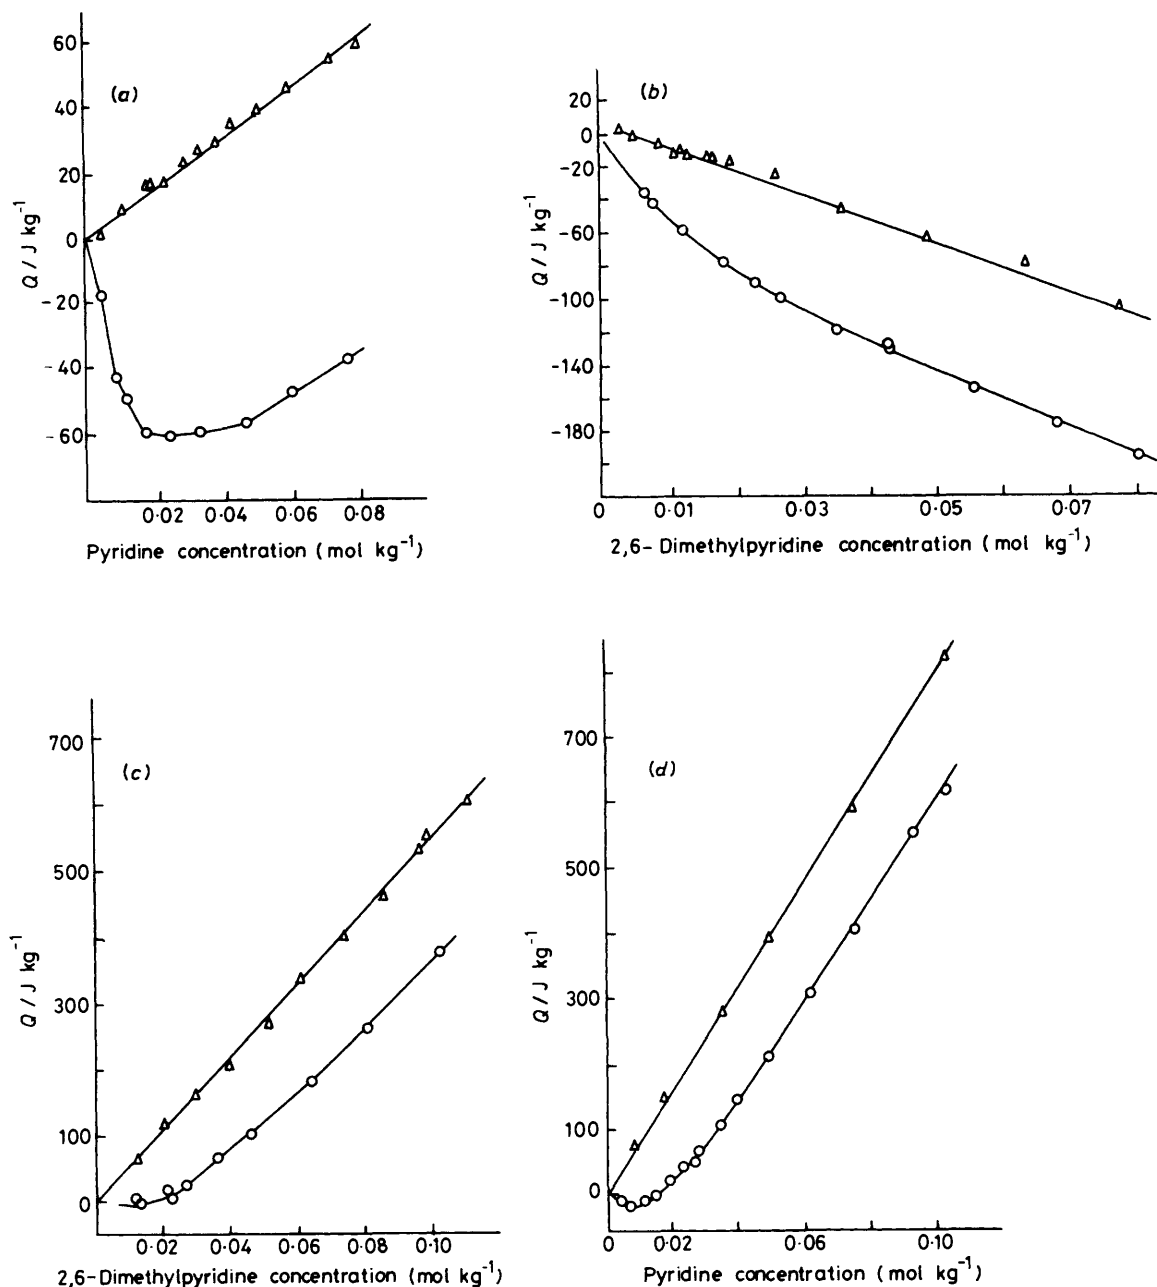 (a)
60
40
20
0
-20
-40
-60
Q / J kg⁻¹
0·02 0·04 0·06 0·08
Pyridine concentration (mol kg⁻¹)
(b)
20
0
-20
-60
-100
-140
-180
Q / J kg⁻¹
0 0·01 0·03 0·05 0·07
2,6-Dimethylpyridine concentration (mol kg⁻¹)
(c)
700
500
300
100
0
Q / J kg⁻¹
0·02 0·04 0·06 0·08 0·10
2,6-Dimethylpyridine concentration (mol kg⁻¹)
(d)
700
500
300
100
0
Q / J kg⁻¹
0 0·02 0·04 0·06 0·08 0·10
Pyridine concentration (mol kg⁻¹)